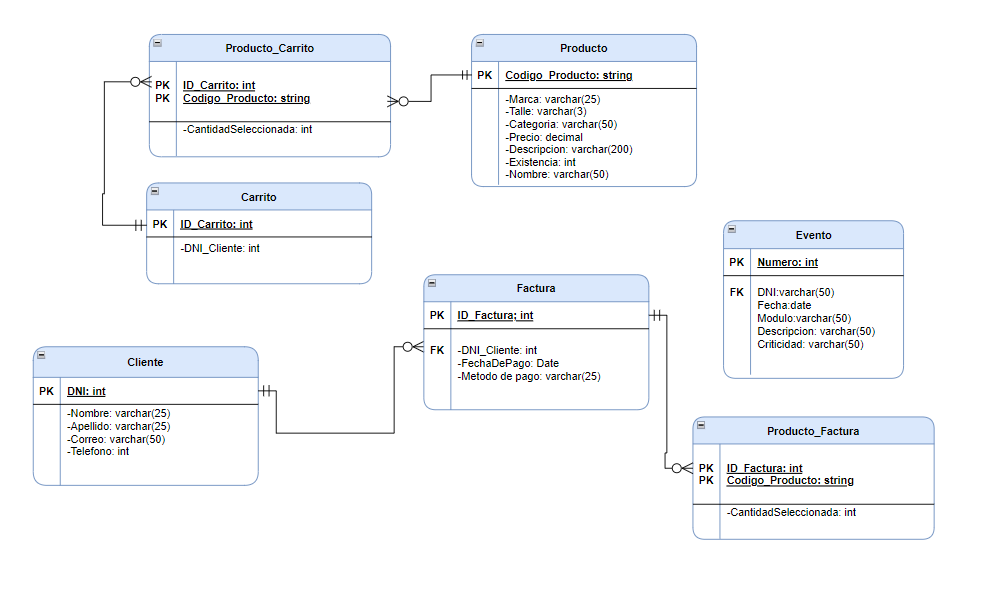 Producto_Carrito
PK ID_Carrito: int
PK Codigo_Producto: string
-CantidadSeleccionada: int
Producto
PK Codigo_Producto: string
-Marca: varchar(25)
-Talle: varchar(3)
-Categoria: varchar(50)
-Precio: decimal
-Descripcion: varchar(200)
-Existencia: int
-Nombre: varchar(50)
Carrito
PK ID_Carrito: int
-DNI_Cliente: int
Evento
PK Numero: int
FK DNI:varchar(50)
Fecha:date
Modulo:varchar(50)
Descripcion: varchar(50)
Criticidad: varchar(50)
Factura
PK ID_Factura; int
FK -DNI_Cliente: int
-FechaDePago: Date
-Metodo de pago: varchar(25)
Cliente
PK DNI: int
-Nombre: varchar(25)
-Apellido: varchar(25)
-Correo: varchar(50)
-Telefono: int
Producto_Factura
PK ID_Factura: int
PK Codigo_Producto: string
-CantidadSeleccionada: int